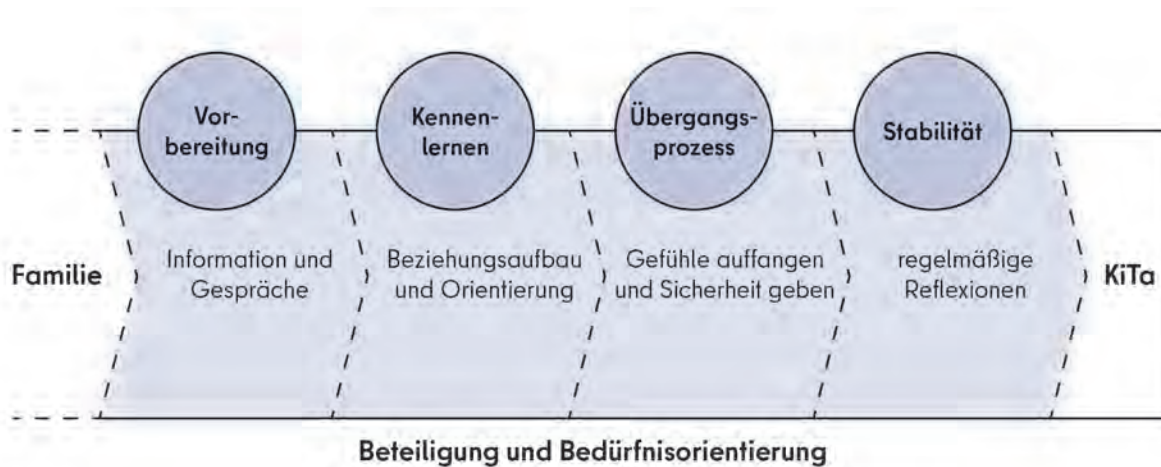 Vor-
bereitung
Kennen-
lernen
Übergangs-
prozess
Stabilität
Familie
Information und
Gespräche
Beziehungsaufbau
und Orientierung
Gefühle auffangen
und Sicherheit geben
regelmäßige
Reflexionen
KiTa
Beteiligung und Bedürfnisorientierung